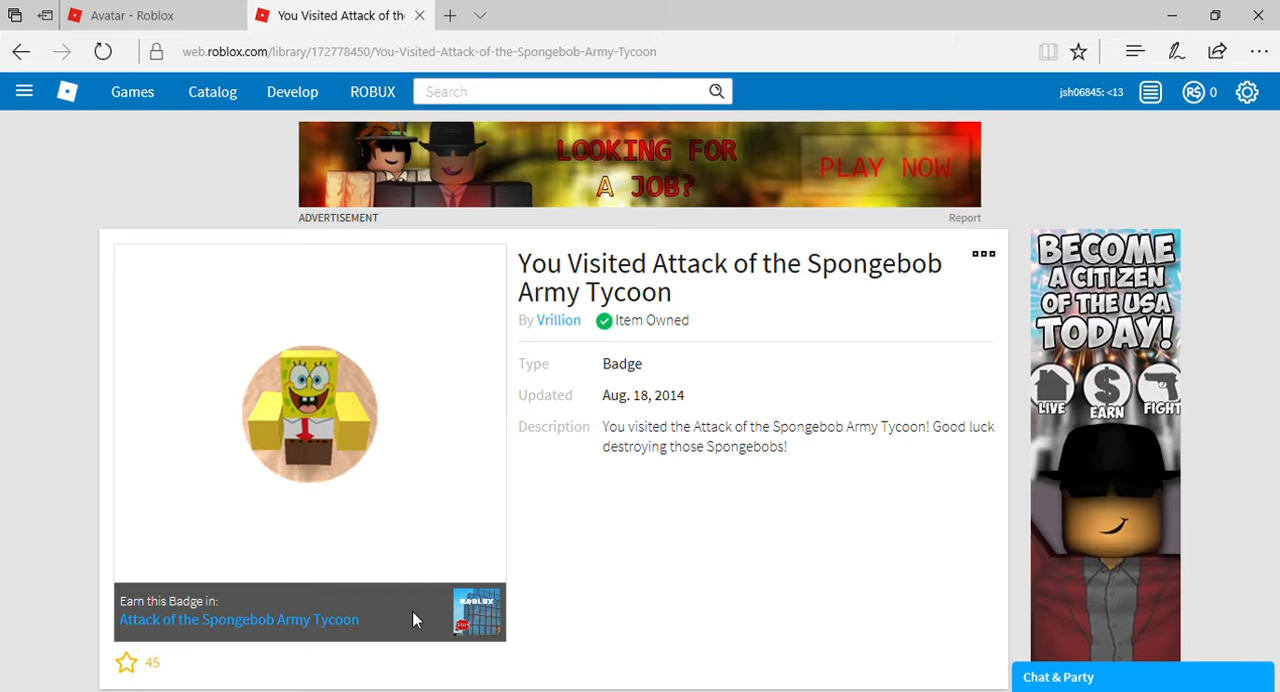 Avatar - Roblox
You Visited Attack of th
web.roblox.com/library/172778450/You-Visited-Attack-of-the-Spongebob-Army-Tycoon
Games
Catalog
Develop
ROBUX
Search
jsh06845: <13
R$ 0
LOOKING FOR
A JOB?
PLAY NOW
ADVERTISEMENT
Report
You Visited Attack of the Spongebob
Army Tycoon
By Vrillion
Item Owned
Type Badge
Updated Aug. 18, 2014
Description You visited the Attack of the Spongebob Army Tycoon! Good luck
destroying those Spongebobs!
Earn this Badge in:
Attack of the Spongebob Army Tycoon
ROBLOX
45
BECOME
A CITIZEN
OF THE USA
TODAY!
LIVE
$
EARN
FIGHT
Chat & Party